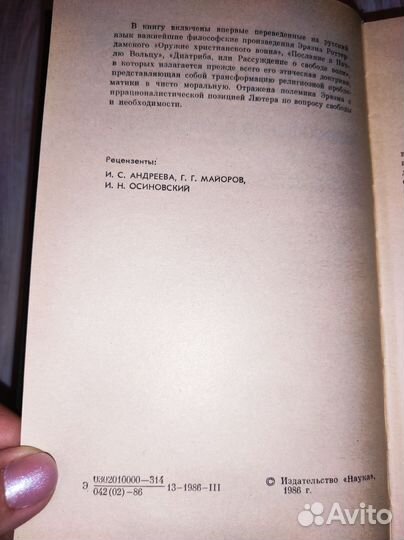 В книгу включены впервые переведенные на русский
язык важнейшие философские произведения Эразма Роттер-
дамского «Оружие христианского воина», «Послание к Пау-
лю Вольцу», «Диатриба, или Рассуждение о свободе воли»,
в которых излагается прежде всего его этическая доктрина,
представляющая собой трансформацию религиозной пробле-
матики в чисто моральную. Отражена полемика Эразма с
иррационалистической позицией Лютера по вопросу свободы
и необходимости.
Рецензенты:
И. С. АНДРЕЕВА, Г. Г. МАЙОРОВ,
И. Н. ОСИНОВСКИЙ
Э 0302010000—314
042(02)—86 13—1986—III
© Издательство «Наука»,
1986 г.
Avito